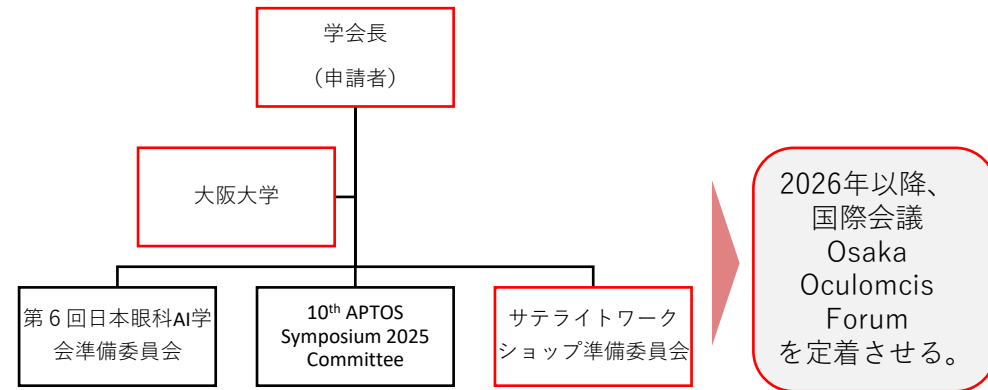 学会長
（申請者）
大阪大学
第６回日本眼科AI学
会準備委員会
10th APTOS
Symposium 2025
Committee
サテライトワーク
ショップ準備委員会
2026年以降、
国際会議
Osaka
Oculomcis
Forum
を定着させる。